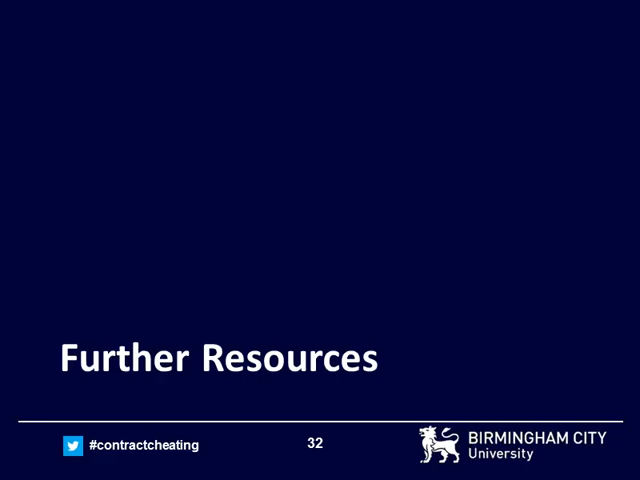 Further Resources
#contractcheating
32
BIRMINGHAM CITY
University